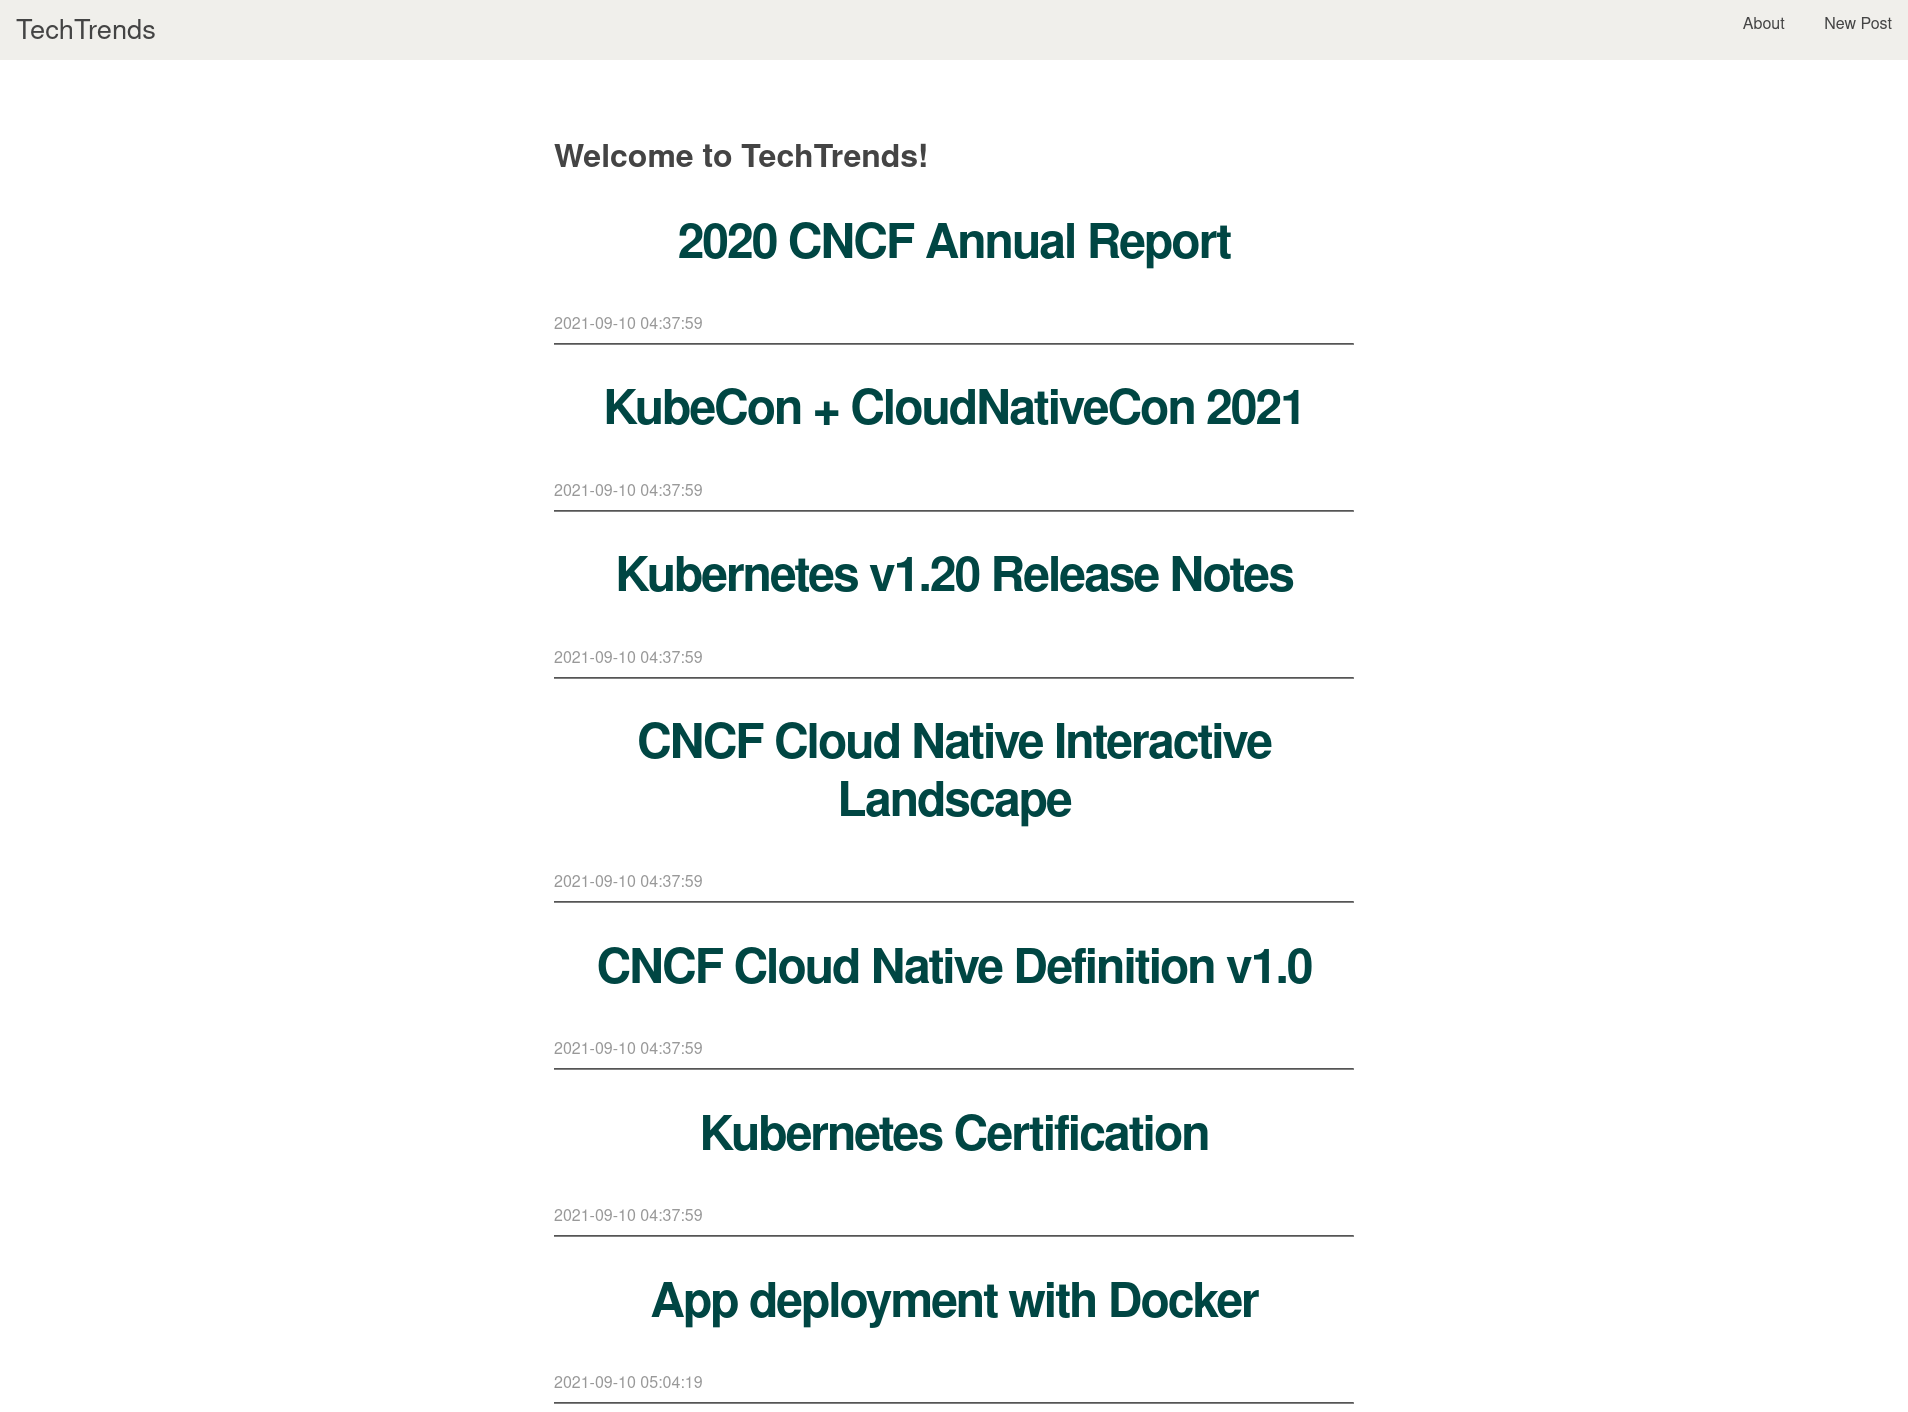 TechTrends
About
New Post
Welcome to TechTrends!
2020 CNCF Annual Report
2021-09-10 04:37:59
KubeCon + CloudNativeCon 2021
2021-09-10 04:37:59
Kubernetes v1.20 Release Notes
2021-09-10 04:37:59
CNCF Cloud Native Interactive
Landscape
2021-09-10 04:37:59
CNCF Cloud Native Definition v1.0
2021-09-10 04:37:59
Kubernetes Certification
2021-09-10 04:37:59
App deployment with Docker
2021-09-10 05:04:19